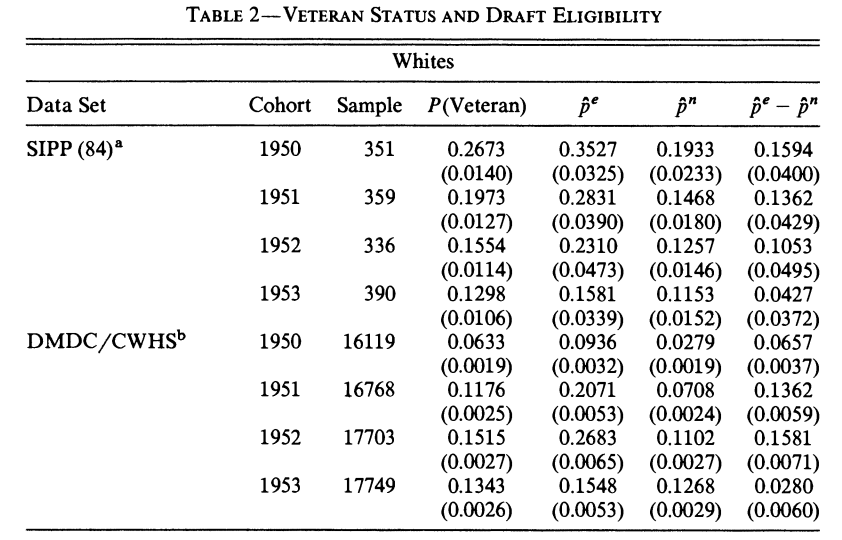 TABLE 2—VETERAN STATUS AND DRAFT ELIGIBILITY
Whites
Data Set Cohort Sample P(Veteran) p̂ᵉ p̂ⁿ p̂ᵉ − p̂ⁿ
SIPP (84)ᵃ 1950 351 0.2673 0.3527 0.1933 0.1594
(0.0140) (0.0325) (0.0233) (0.0400)
1951 359 0.1973 0.2831 0.1468 0.1362
(0.0127) (0.0390) (0.0180) (0.0429)
1952 336 0.1554 0.2310 0.1257 0.1053
(0.0114) (0.0473) (0.0146) (0.0495)
1953 390 0.1298 0.1581 0.1153 0.0427
(0.0106) (0.0339) (0.0152) (0.0372)
DMDC/CWHSᵇ 1950 16119 0.0633 0.0936 0.0279 0.0657
(0.0019) (0.0032) (0.0019) (0.0037)
1951 16768 0.1176 0.2071 0.0708 0.1362
(0.0025) (0.0053) (0.0024) (0.0059)
1952 17703 0.1515 0.2683 0.1102 0.1581
(0.0027) (0.0065) (0.0027) (0.0071)
1953 17749 0.1343 0.1548 0.1268 0.0280
(0.0026) (0.0053) (0.0029) (0.0060)